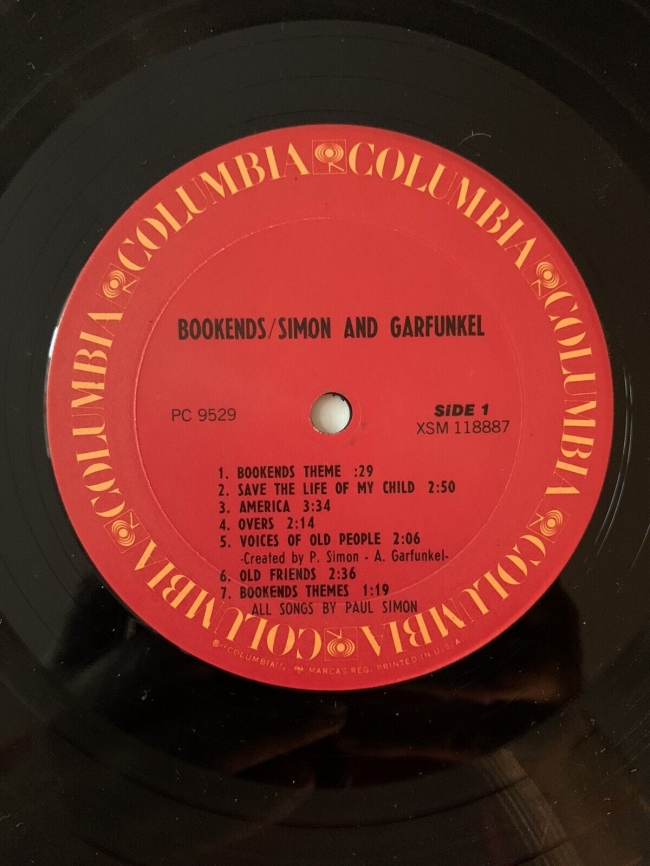 COLUMBIA COLUMBIA COLUMBIA COLUMBIA COLUMBIA COLUMBIA
BOOKENDS/SIMON AND GARFUNKEL
PC 9529
SIDE 1
XSM 118887
1. BOOKENDS THEME :29
2. SAVE THE LIFE OF MY CHILD 2:50
3. AMERICA 3:34
4. OVERS 2:14
5. VOICES OF OLD PEOPLE 2:06
-Created by P. Simon - A. Garfunkel-
6. OLD FRIENDS 2:36
7. BOOKENDS THEMES 1:19
ALL SONGS BY PAUL SIMON
® "COLUMBIA", MARCAS REG. PRINTED IN U.S.A.